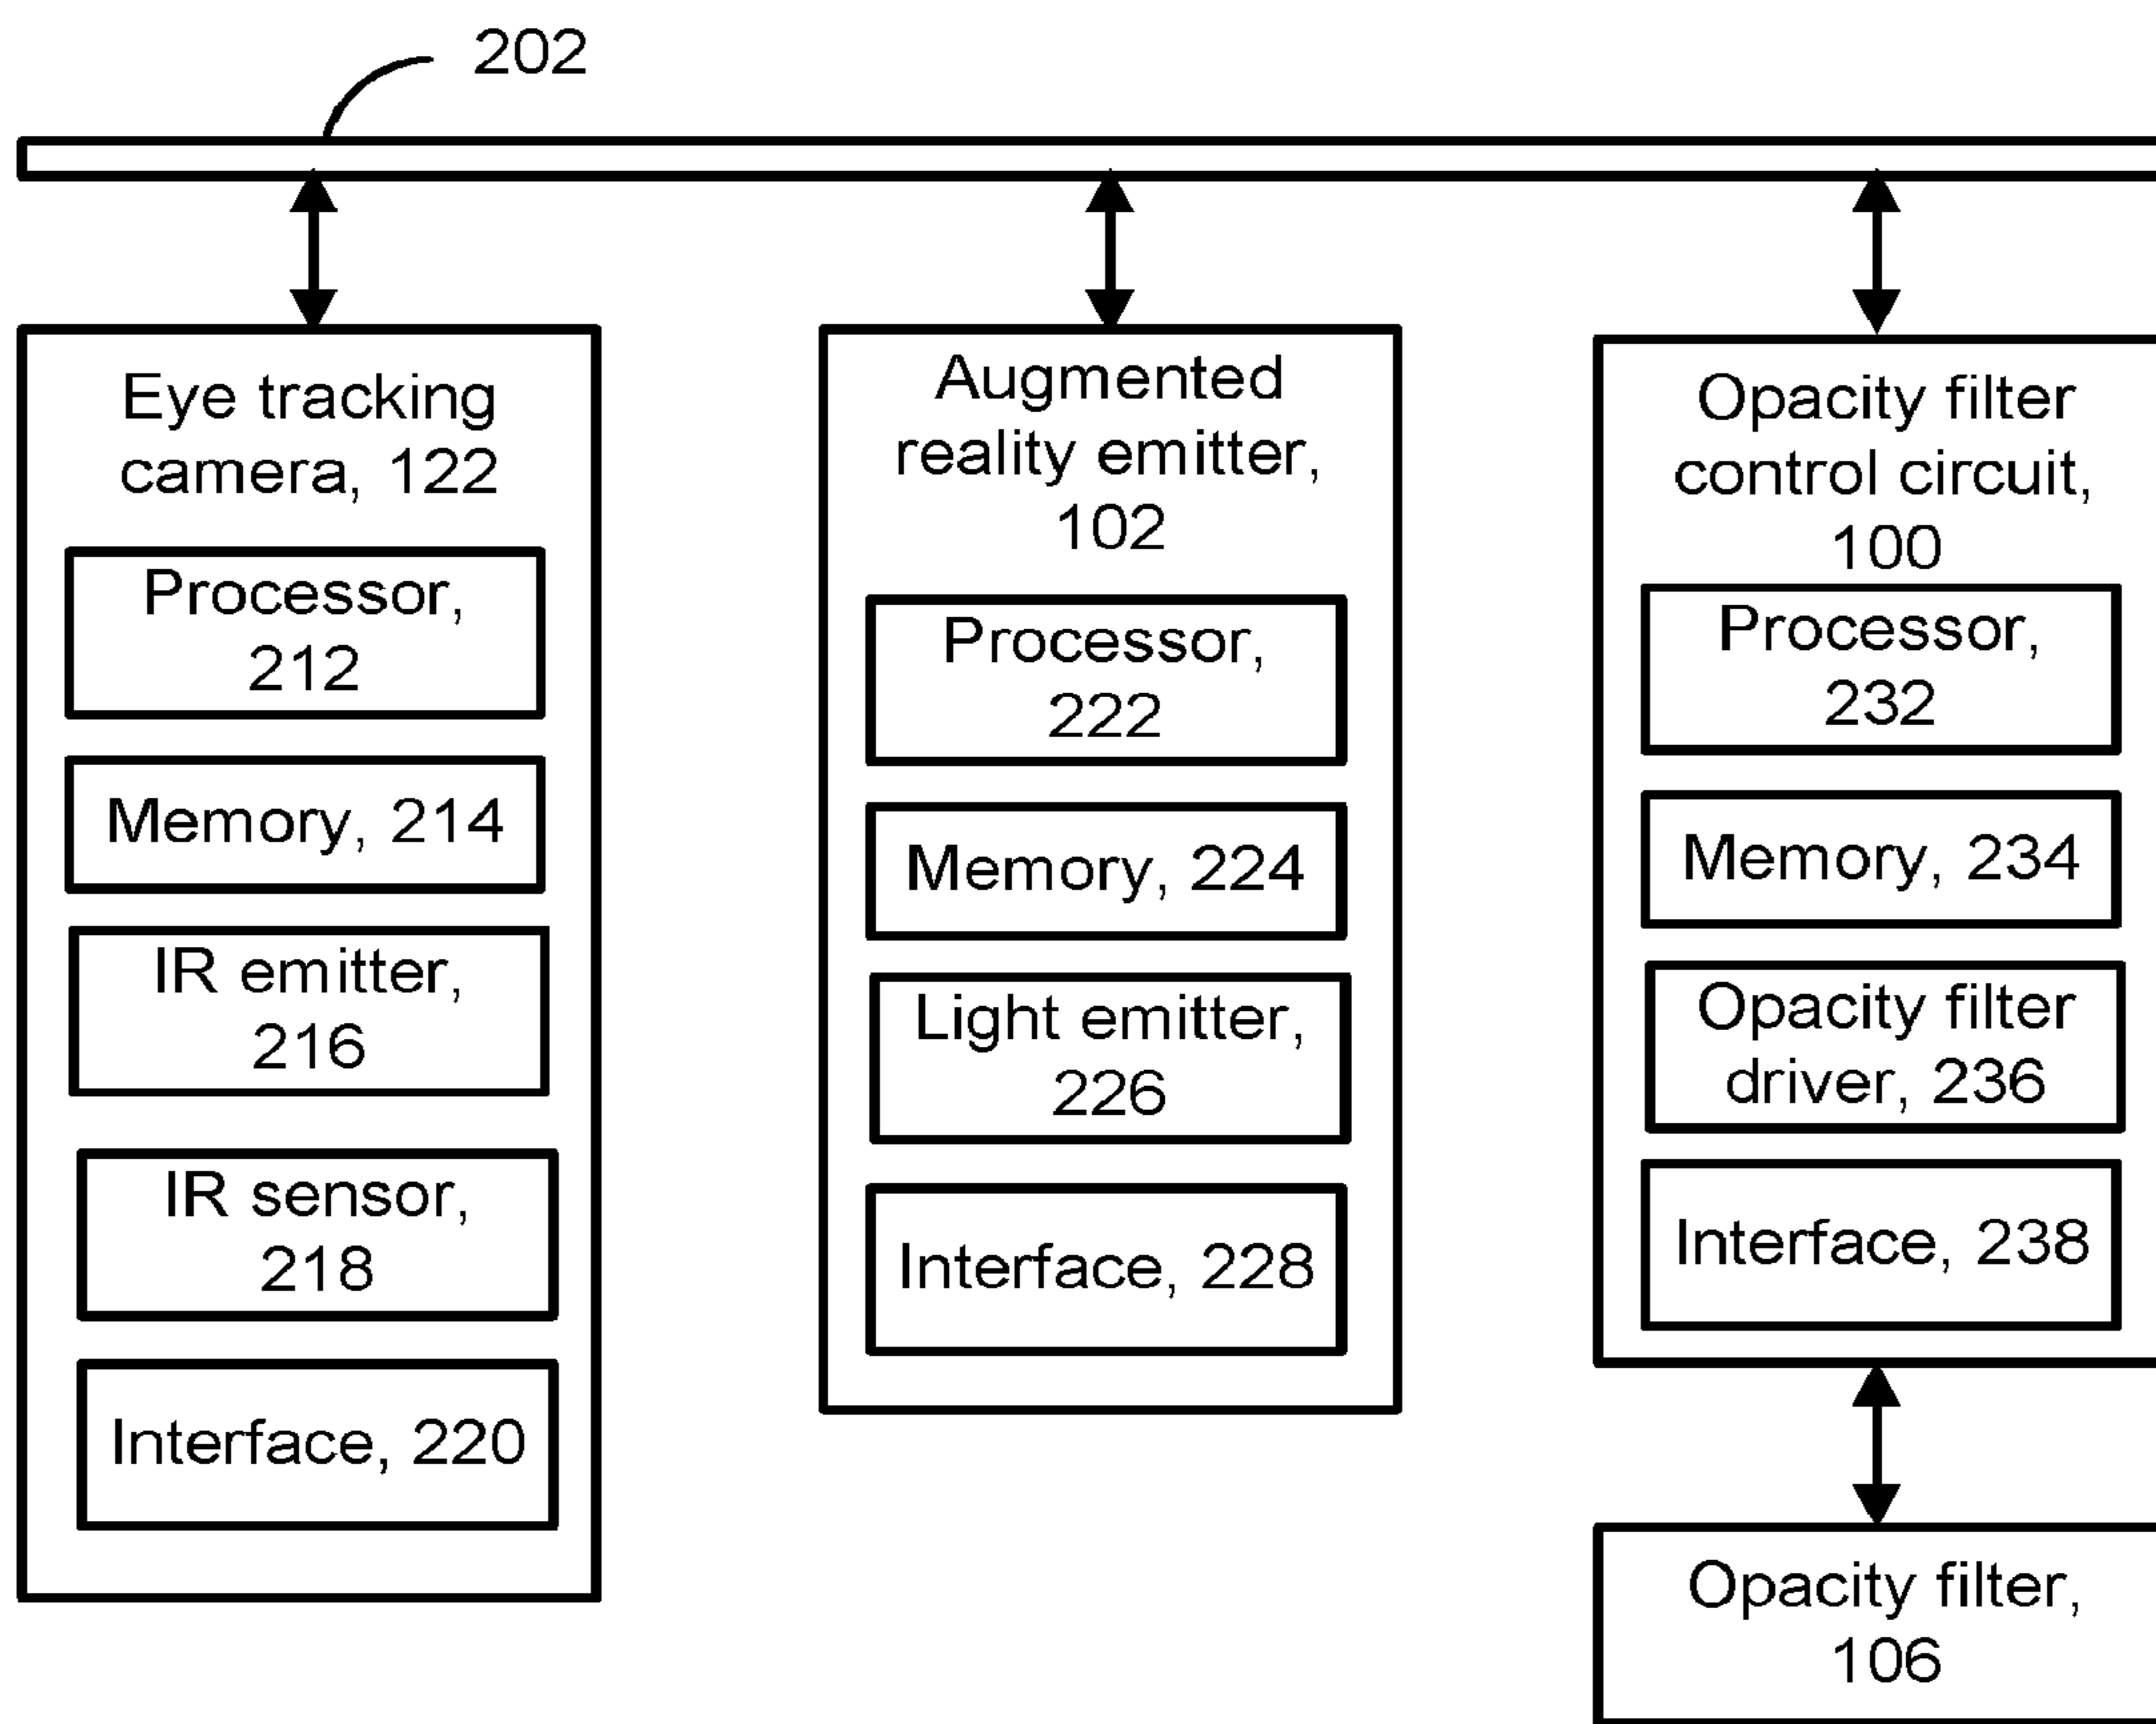 202
Eye tracking
camera, 122
Processor,
212
Memory, 214
IR emitter,
216
IR sensor,
218
Interface, 220
Augmented
reality emitter,
102
Processor,
222
Memory, 224
Light emitter,
226
Interface, 228
Opacity filter
control circuit,
100
Processor,
232
Memory, 234
Opacity filter
driver, 236
Interface, 238
Opacity filter,
106